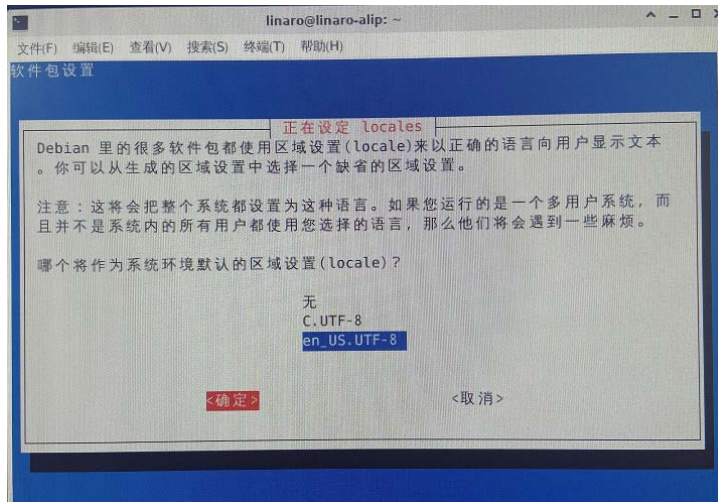 linaro@linaro-alip: ~
文件(F) 编辑(E) 查看(V) 搜索(S) 终端(T) 帮助(H)
软件包设置
正在设定 locales
Debian 里的很多软件包都使用区域设置(locale)来以正确的语言向用户显示文本
。你可以从生成的区域设置中选择一个缺省的区域设置。
注意：这将会把整个系统都设置为这种语言。如果您运行的是一个多用户系统，而
且并不是系统内的所有用户都使用您选择的语言，那么他们将会遇到一些麻烦。
哪个将作为系统环境默认的区域设置(locale)？
无
C.UTF-8
en_US.UTF-8
<确定> <取消>